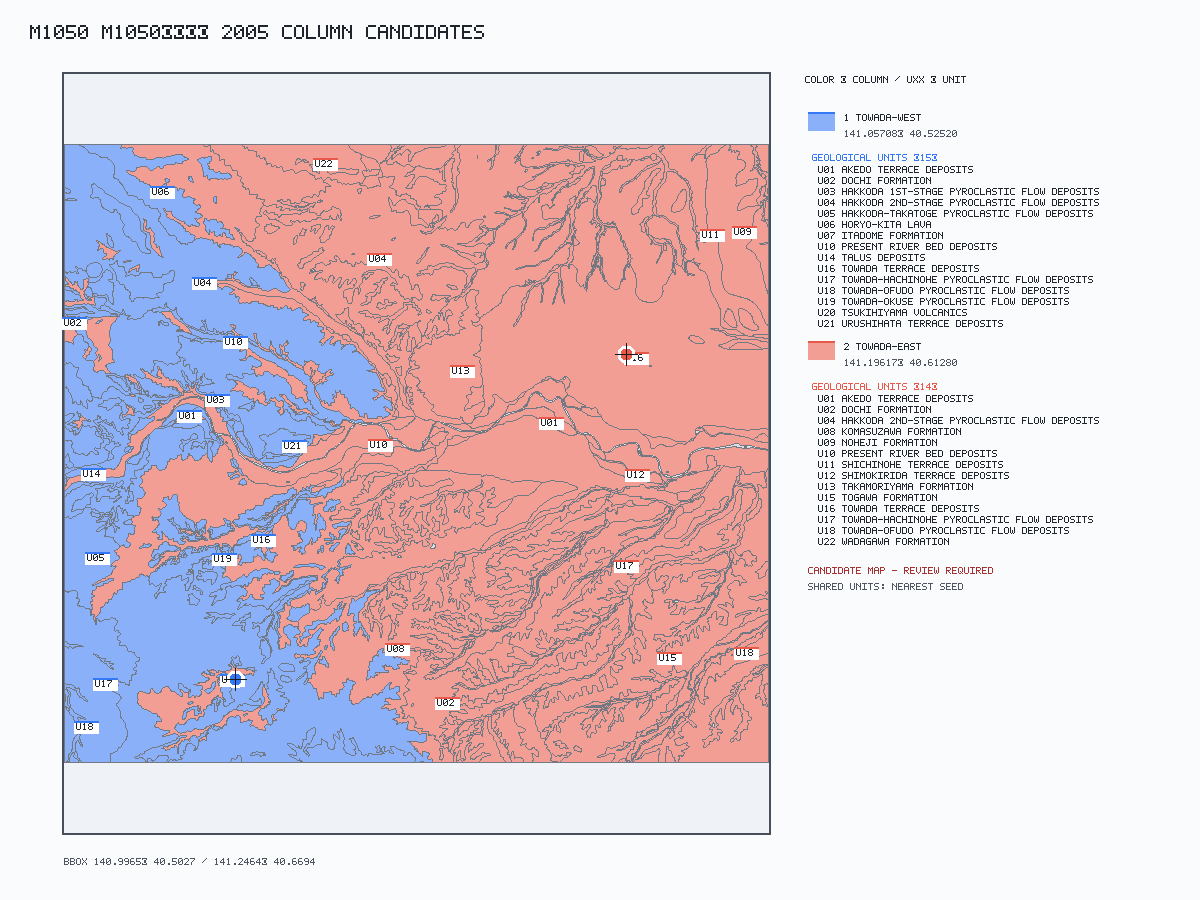 M1050 M1050 2005 COLUMN CANDIDATES
COLOR COLUMN / UXX UNIT
1 TOWADA-WEST
141.05708 40.52520
GEOLOGICAL UNITS 15
U01 AKEDO TERRACE DEPOSITS
U02 DOCHI FORMATION
U03 HAKKODA 1ST-STAGE PYROCLASTIC FLOW DEPOSITS
U04 HAKKODA 2ND-STAGE PYROCLASTIC FLOW DEPOSITS
U05 HAKKODA-TAKATOGE PYROCLASTIC FLOW DEPOSITS
U06 HORYO-KITA LAVA
U07 ITADOME FORMATION
U10 PRESENT RIVER BED DEPOSITS
U14 TALUS DEPOSITS
U16 TOWADA TERRACE DEPOSITS
U17 TOWADA-HACHINOHE PYROCLASTIC FLOW DEPOSITS
U18 TOWADA-OFUDO PYROCLASTIC FLOW DEPOSITS
U19 TOWADA-OKUSE PYROCLASTIC FLOW DEPOSITS
U20 TSUKIHIYAMA VOLCANICS
U21 URUSHIHATA TERRACE DEPOSITS
2 TOWADA-EAST
141.19617 40.61280
GEOLOGICAL UNITS 14
U01 AKEDO TERRACE DEPOSITS
U02 DOCHI FORMATION
U04 HAKKODA 2ND-STAGE PYROCLASTIC FLOW DEPOSITS
U08 KOMASUZAWA FORMATION
U09 NOHEJI FORMATION
U10 PRESENT RIVER BED DEPOSITS
U11 SHICHINOHE TERRACE DEPOSITS
U12 SHIMOKIRIDA TERRACE DEPOSITS
U13 TAKAMORIYAMA FORMATION
U15 TOGAWA FORMATION
U16 TOWADA TERRACE DEPOSITS
U17 TOWADA-HACHINOHE PYROCLASTIC FLOW DEPOSITS
U18 TOWADA-OFUDO PYROCLASTIC FLOW DEPOSITS
U22 WADAGAWA FORMATION
CANDIDATE MAP - REVIEW REQUIRED
SHARED UNITS: NEAREST SEED
U22
U06
U11
U09
U04
U04
U02
U10
U13
U03
U01
U01
U21
U10
U14
U12
U16
U05
U19
U17
U08
U15
U18
U17
U02
U18
BBOX 140.9965 40.5027 / 141.2464 40.6694